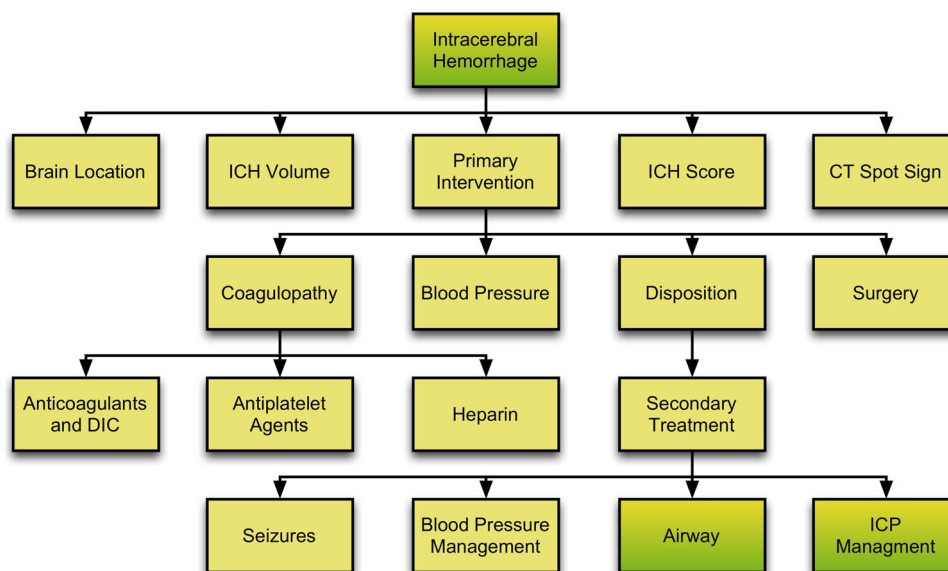 Intracerebral
Hemorrhage
Brain Location
ICH Volume
Primary
Intervention
ICH Score
CT Spot Sign
Coagulopathy
Blood Pressure
Disposition
Surgery
Anticoagulants
and DIC
Antiplatelet
Agents
Heparin
Secondary
Treatment
Seizures
Blood Pressure
Management
Airway
ICP
Managment